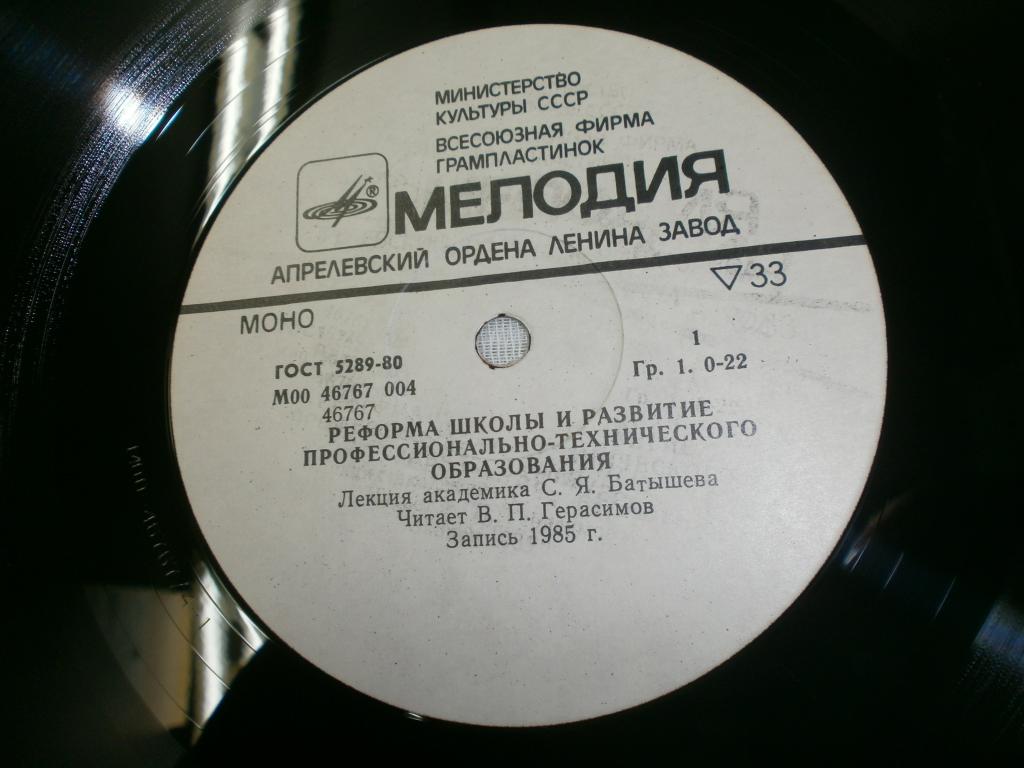 МИНИСТЕРСТВО
КУЛЬТУРЫ СССР
ВСЕСОЮЗНАЯ ФИРМА
ГРАМПЛАСТИНОК
®
МЕЛОДИЯ
АПРЕЛЕВСКИЙ ОРДЕНА ЛЕНИНА ЗАВОД
▽33
МОНО
ГОСТ 5289-80
М00 46767 004
46767
1
Гр. 1. 0-22
РЕФОРМА ШКОЛЫ И РАЗВИТИЕ
ПРОФЕССИОНАЛЬНО-ТЕХНИЧЕСКОГО
ОБРАЗОВАНИЯ
Лекция академика С. Я. Батышева
Читает В. П. Герасимов
Запись 1985 г.